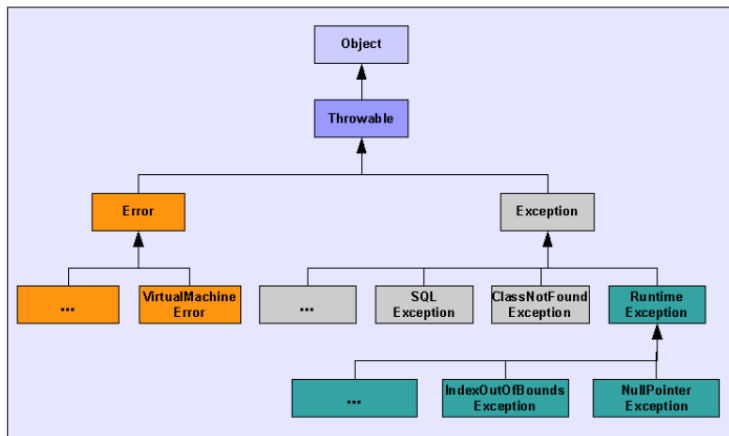 Object
Throwable
Error
Exception
...
VirtualMachine
Error
...
SQL
Exception
ClassNotFound
Exception
Runtime
Exception
...
IndexOutOfBounds
Exception
NullPointer
Exception